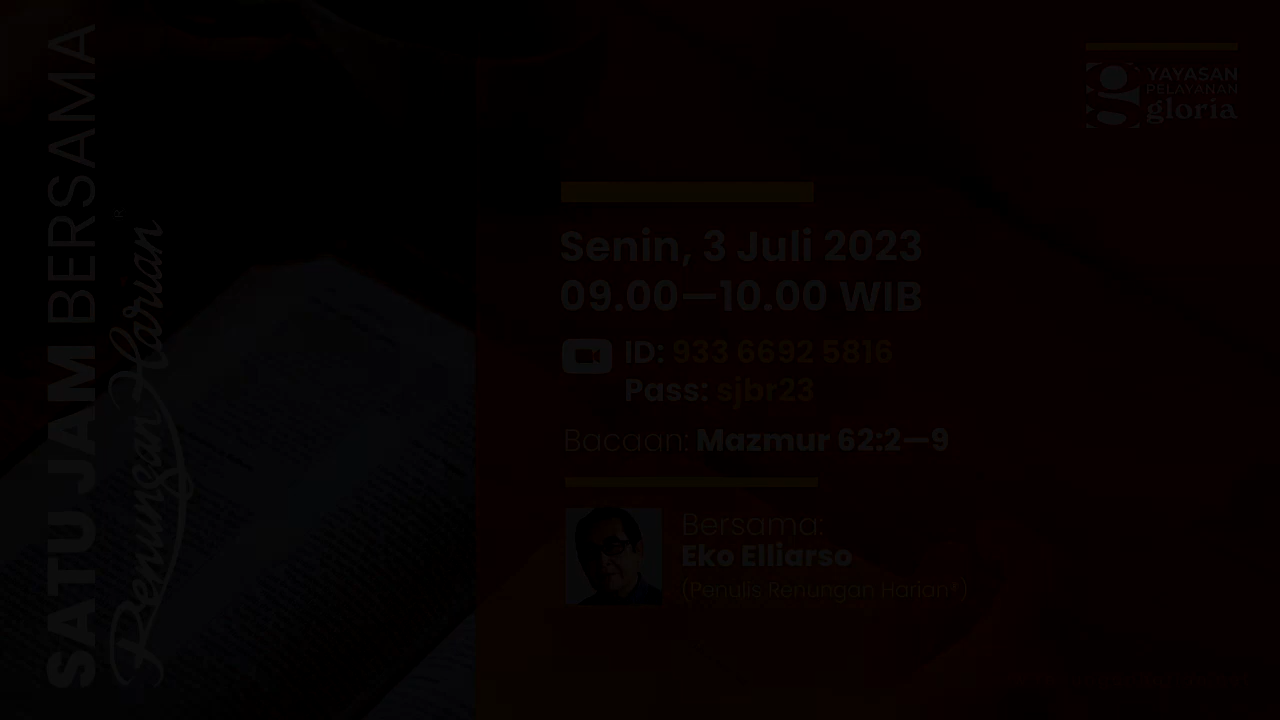 SATU JAM BERSAMA
Renungan Harian®
YAYASAN
PELAYANAN
gloria
Senin, 3 Juli 2023
09.00—10.00 WIB
ID: 933 6692 5816
Pass: sjbr23
Bacaan: Mazmur 62:2—9
Bersama:
Eko Elliarso
(Penulis Renungan Harian®)